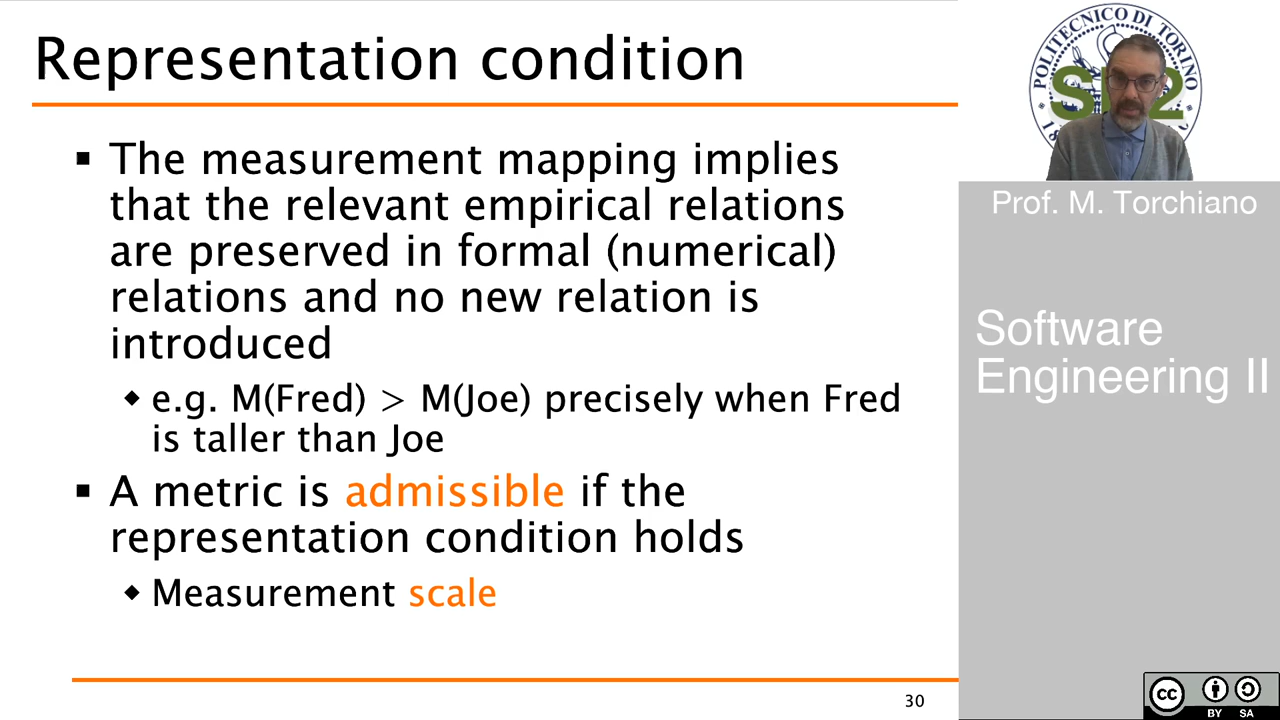 Representation condition
▪ The measurement mapping implies
that the relevant empirical relations
are preserved in formal (numerical)
relations and no new relation is
introduced
◆ e.g. M(Fred) > M(Joe) precisely when Fred
is taller than Joe
▪ A metric is admissible if the
representation condition holds
◆ Measurement scale
30
POLITECNICO DI TORINO
Prof. M. Torchiano
Software
Engineering II
cc
BY SA